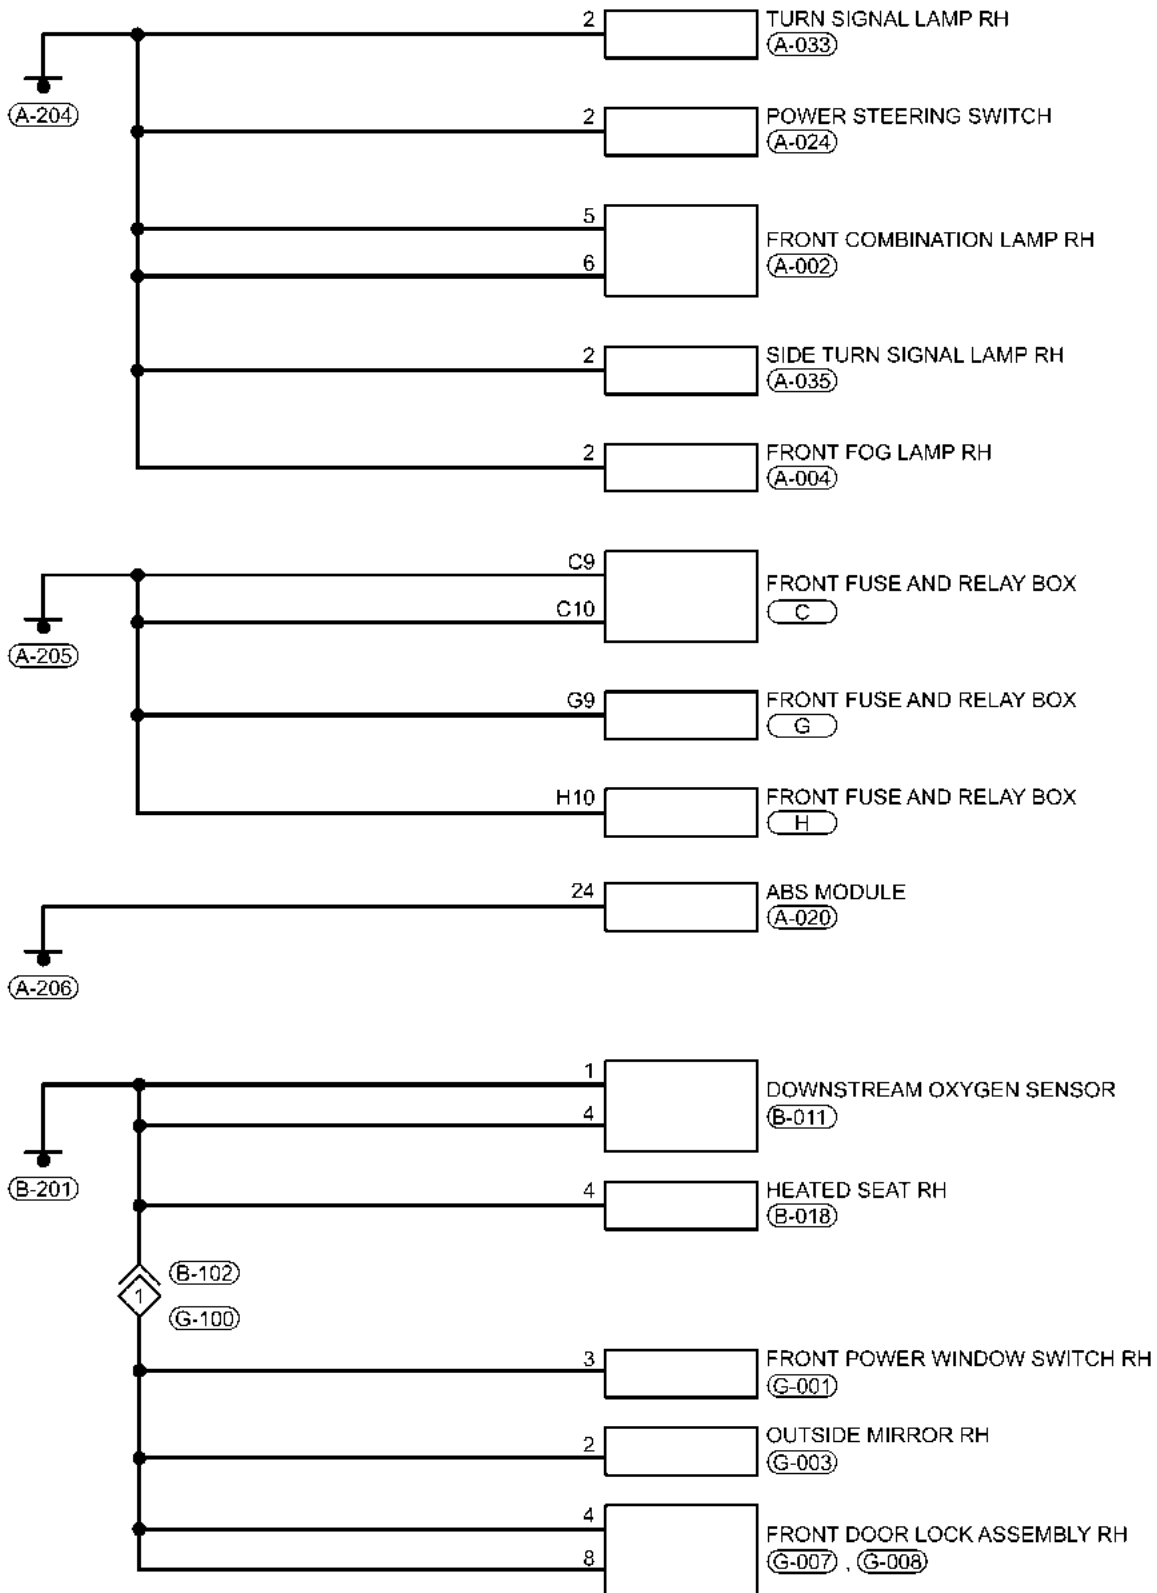 2 TURN SIGNAL LAMP RH
A-033
A-204
2 POWER STEERING SWITCH
A-024
5
FRONT COMBINATION LAMP RH
6 A-002
2 SIDE TURN SIGNAL LAMP RH
A-035
2 FRONT FOG LAMP RH
A-004
C9
FRONT FUSE AND RELAY BOX
C10 C
A-205
G9 FRONT FUSE AND RELAY BOX
G
H10 FRONT FUSE AND RELAY BOX
H
24 ABS MODULE
A-020
A-206
1
DOWNSTREAM OXYGEN SENSOR
4 B-011
B-201
4 HEATED SEAT RH
B-018
B-102
1
G-100
3 FRONT POWER WINDOW SWITCH RH
G-001
2 OUTSIDE MIRROR RH
G-003
4
FRONT DOOR LOCK ASSEMBLY RH
8 G-007 , G-008